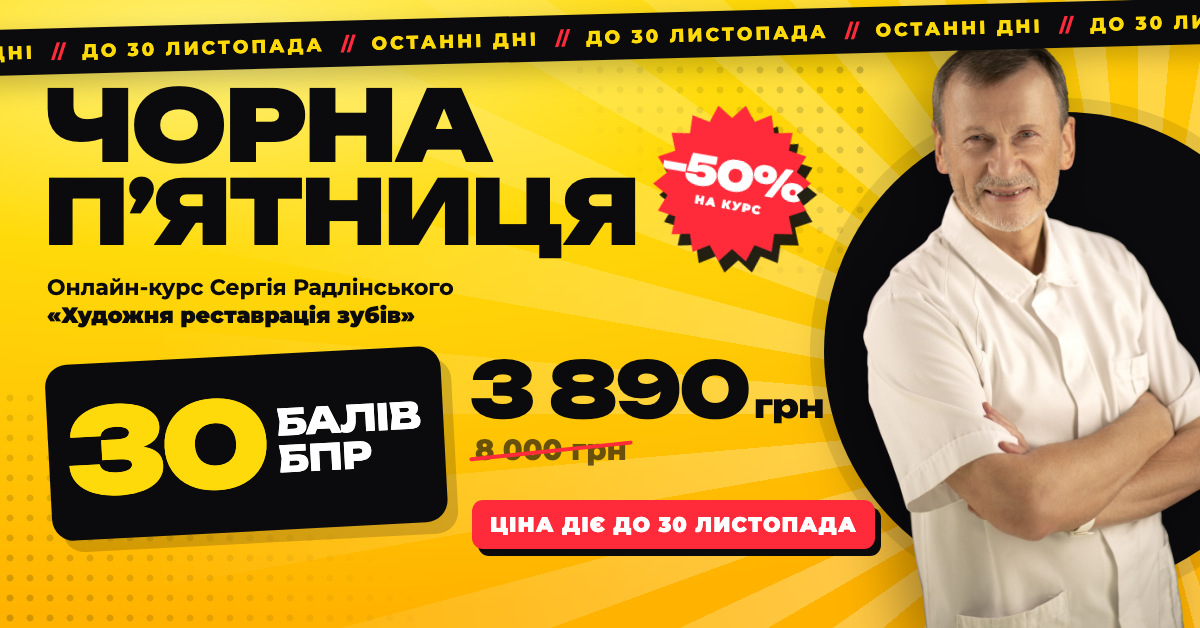 ДНІ // ДО 30 ЛИСТОПАДА // ОСТАННІ ДНІ // ДО 30 ЛИСТОПАДА // ОСТАННІ ДНІ // ДО 30
ЧОРНА
П’ЯТНИЦЯ
-50%
НА КУРС
Онлайн-курс Сергія Радлінського
«Художня реставрація зубів»
30
БАЛІВ
БПР
3 890 грн
8 000 грн
ЦІНА ДІЄ ДО 30 ЛИСТОПАДА